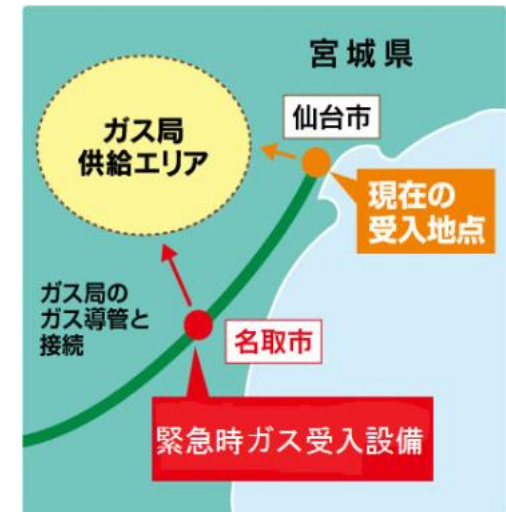 宮城県
仙台市
ガス局
供給エリア
現在の
受入地点
ガス局の
ガス導管と
接続
名取市
緊急時ガス受入設備